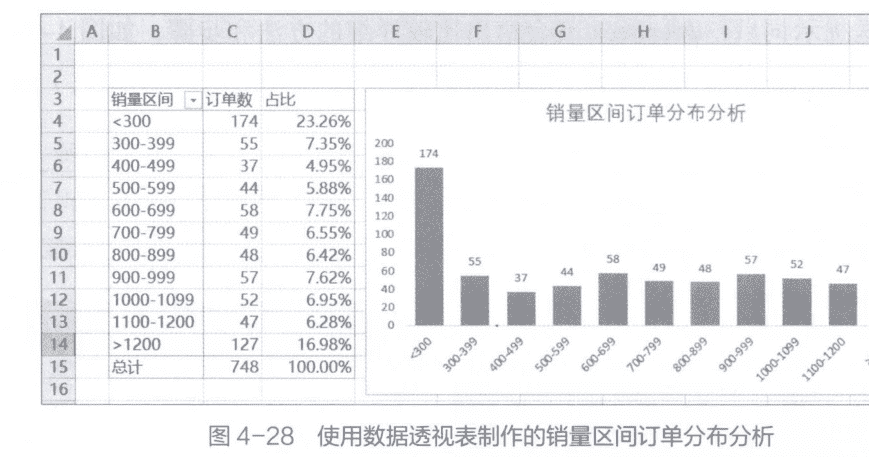 A B C D E F G H I J
1
2
3 销量区间 订单数 占比
4 <300 174 23.26%
5 300-399 55 7.35%
6 400-499 37 4.95%
7 500-599 44 5.88%
8 600-699 58 7.75%
9 700-799 49 6.55%
10 800-899 48 6.42%
11 900-999 57 7.62%
12 1000-1099 52 6.95%
13 1100-1200 47 6.28%
14 >1200 127 16.98%
15 总计 748 100.00%
16
销量区间订单分布分析
200
180
160
140
120
100
80
60
40
20
0
174 55 37 44 58 49 48 57 52 47
<300 300-399 400-499 500-599 600-699 700-799 800-899 900-999 1000-1099 1100-1200
图 4-28 使用数据透视表制作的销量区间订单分布分析